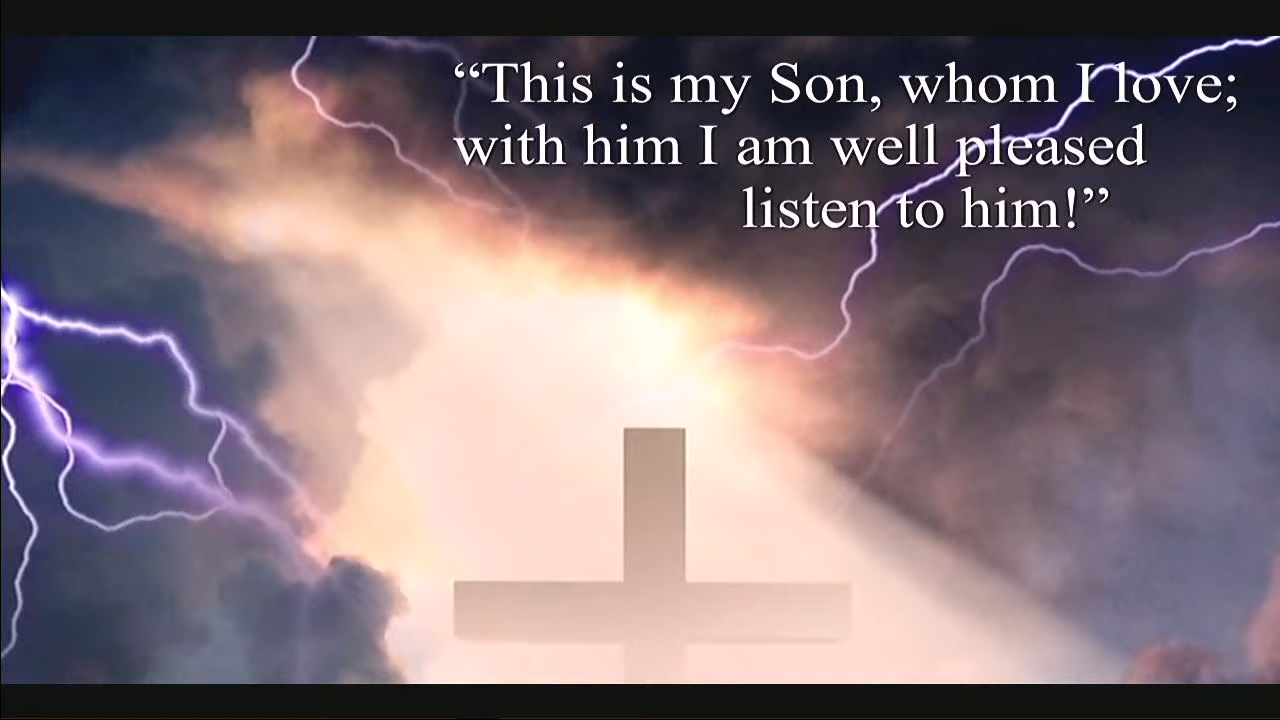 “This is my Son, whom I love;
with him I am well pleased
listen to him!”